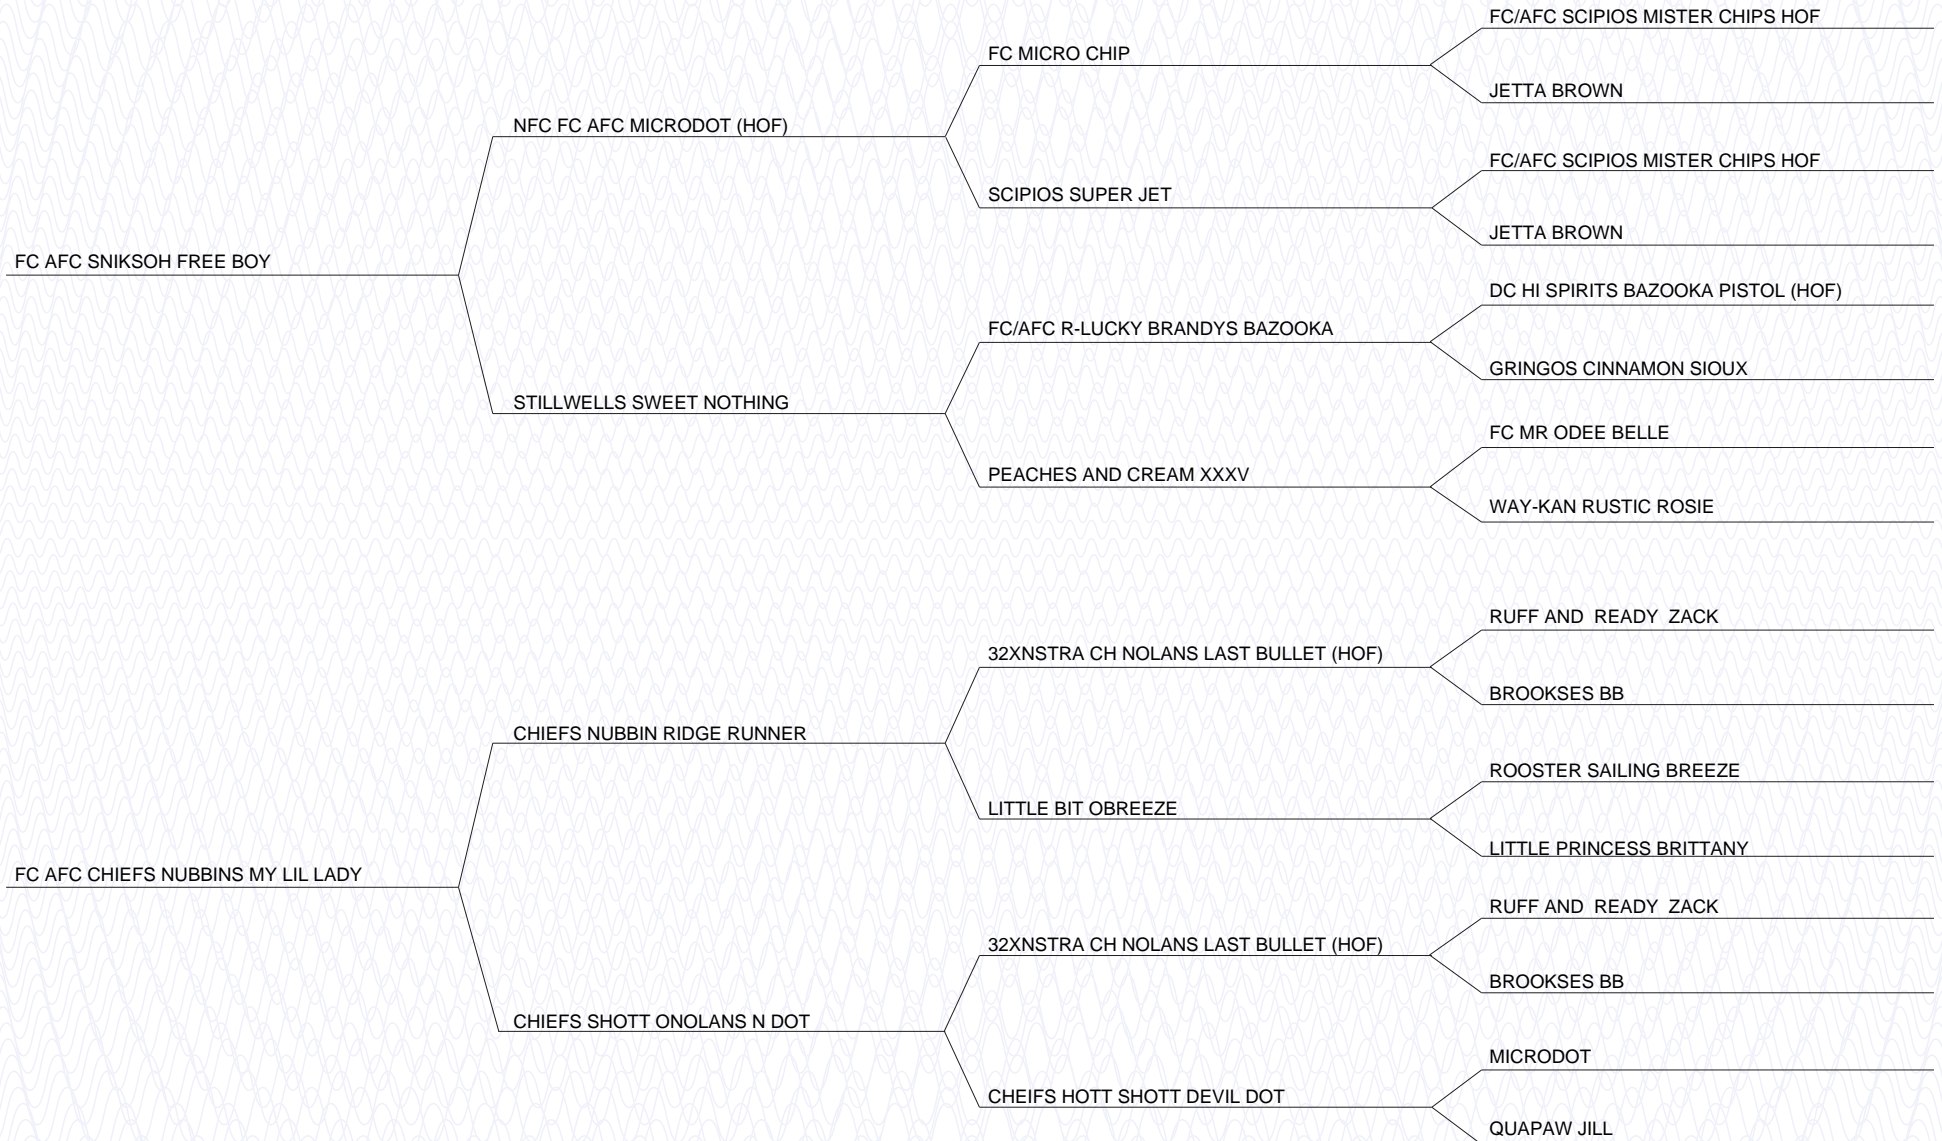 FC/AFC SCIPIOS MISTER CHIPS HOF
FC MICRO CHIP
JETTA BROWN
NFC FC AFC MICRODOT (HOF)
FC/AFC SCIPIOS MISTER CHIPS HOF
SCIPIOS SUPER JET
JETTA BROWN
FC AFC SNIKSOH FREE BOY
DC HI SPIRITS BAZOOKA PISTOL (HOF)
FC/AFC R-LUCKY BRANDYS BAZOOKA
GRINGOS CINNAMON SIOUX
STILLWELLS SWEET NOTHING
FC MR ODEE BELLE
PEACHES AND CREAM XXXV
WAY-KAN RUSTIC ROSIE
RUFF AND  READY  ZACK
32XNSTRA CH NOLANS LAST BULLET (HOF)
BROOKSES BB
CHIEFS NUBBIN RIDGE RUNNER
ROOSTER SAILING BREEZE
LITTLE BIT OBREEZE
LITTLE PRINCESS BRITTANY
FC AFC CHIEFS NUBBINS MY LIL LADY
RUFF AND  READY  ZACK
32XNSTRA CH NOLANS LAST BULLET (HOF)
BROOKSES BB
CHIEFS SHOTT ONOLANS N DOT
MICRODOT
CHEIFS HOTT SHOTT DEVIL DOT
QUAPAW JILL